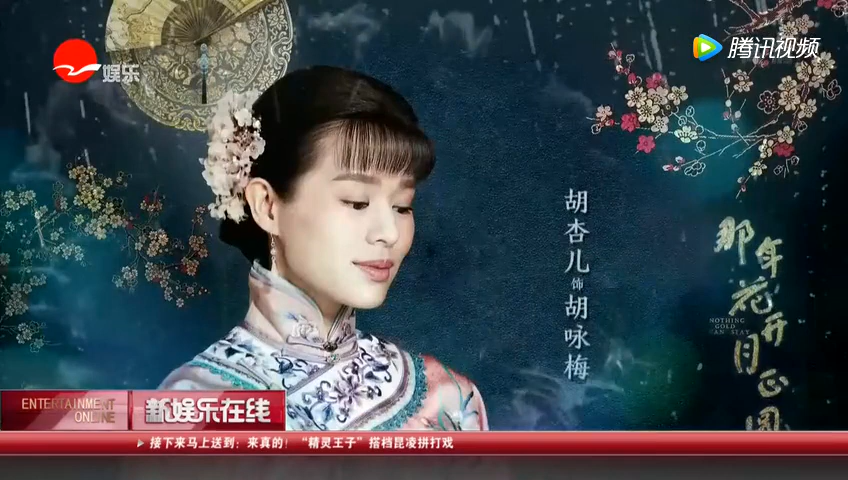 娱乐
腾讯视频
胡杏儿
饰
胡咏梅
那年花开月正圆
NOTHING
GOLD
CAN STAY
ENTERTAINMENT
ONLINE
新娱乐在线
接下来马上送到：来真的！“精灵王子”搭档昆凌拼打戏